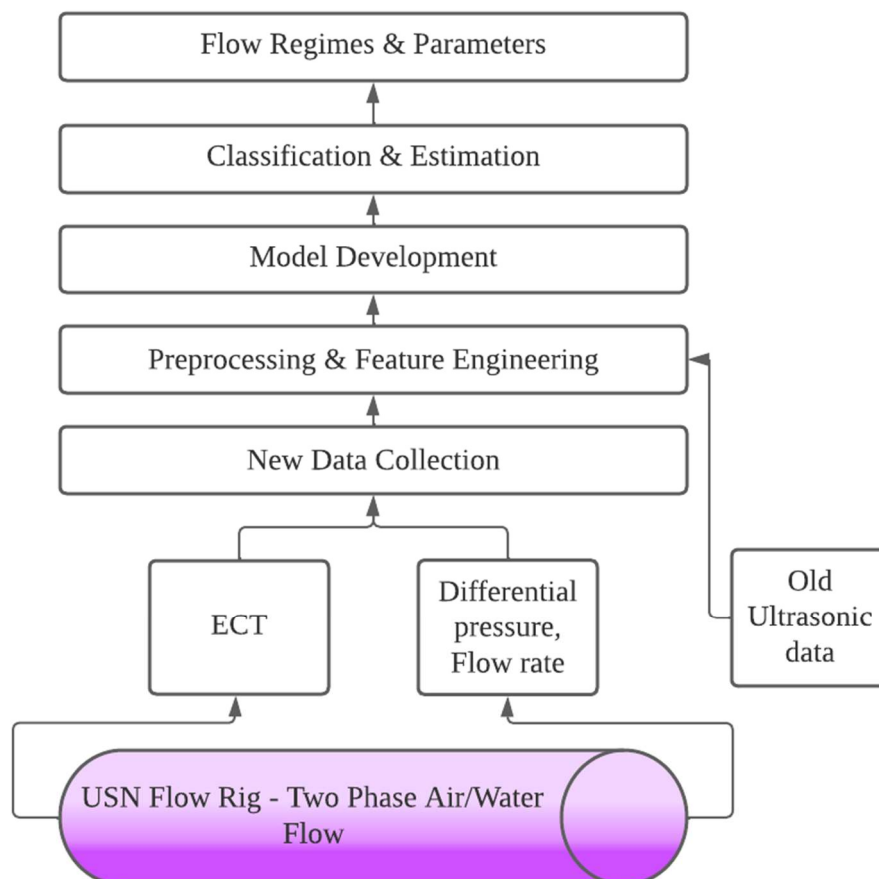 Flow Regimes & Parameters
Classification & Estimation
Model Development
Preprocessing & Feature Engineering
New Data Collection
ECT
Differential
pressure,
Flow rate
Old
Ultrasonic
data
USN Flow Rig - Two Phase Air/Water
Flow